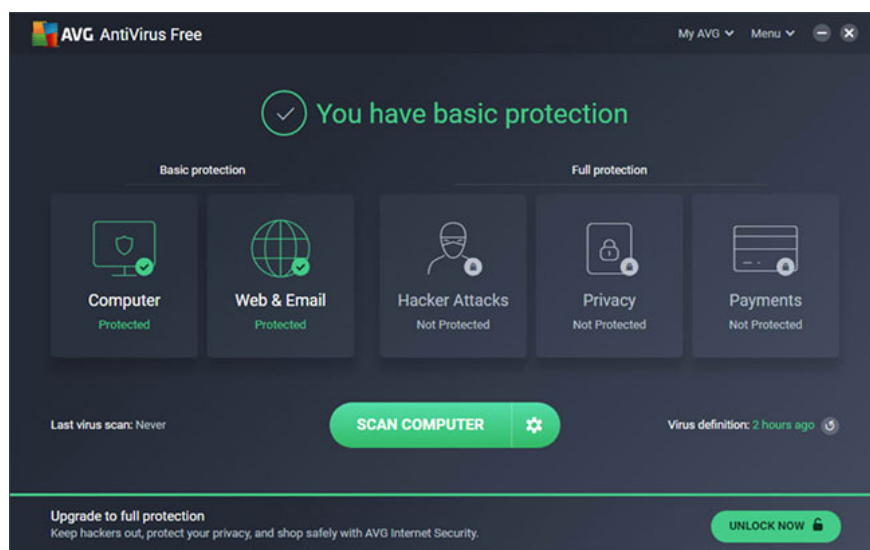 AVG AntiVirus Free
My AVG Menu
You have basic protection
Basic protection
Full protection
Computer
Protected
Web & Email
Protected
Hacker Attacks
Not Protected
Privacy
Not Protected
Payments
Not Protected
Last virus scan: Never
SCAN COMPUTER
Virus definition: 2 hours ago
Upgrade to full protection
Keep hackers out, protect your privacy, and shop safely with AVG Internet Security.
UNLOCK NOW